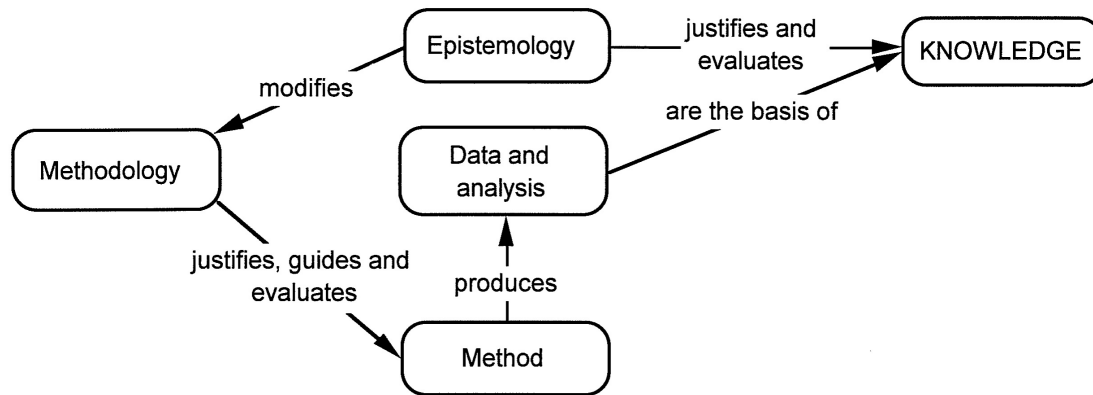 Epistemology
justifies and
evaluates
KNOWLEDGE
modifies
are the basis of
Methodology
Data and
analysis
justifies, guides and
evaluates
produces
Method